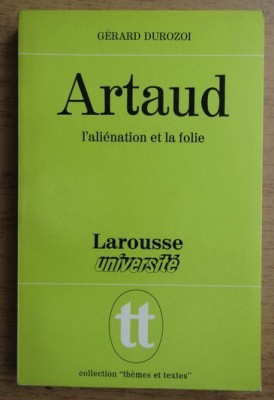 GÉRARD DUROZOI
Artaud
l'aliénation et la folie
Larousse
université
tt
collection "thèmes et textes"